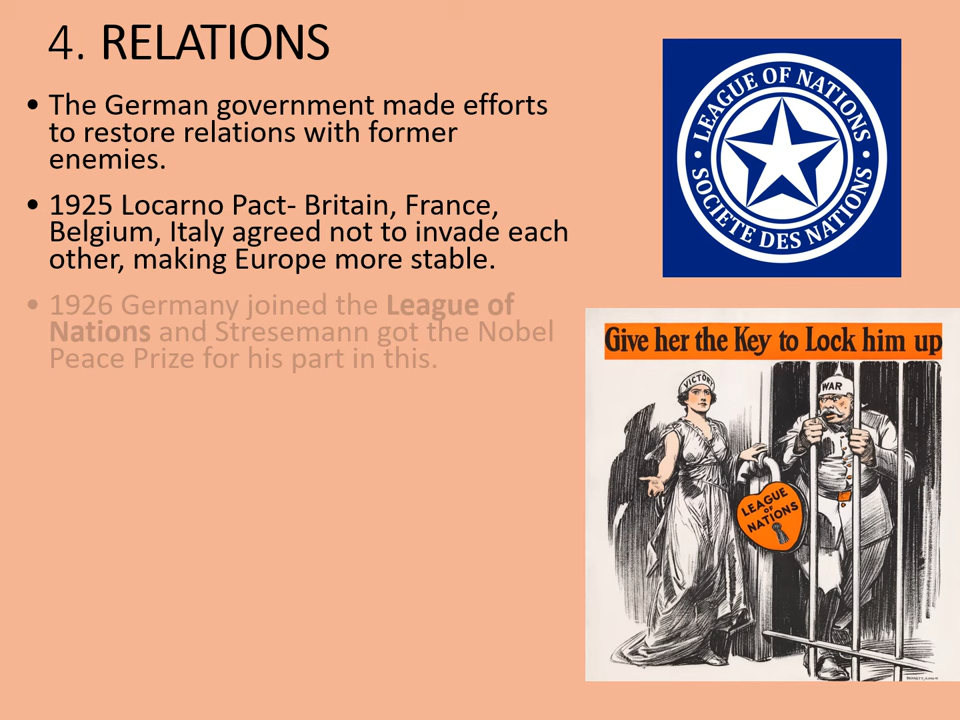 4. RELATIONS
• The German government made efforts
to restore relations with former
enemies.
• 1925 Locarno Pact- Britain, France,
Belgium, Italy agreed not to invade each
other, making Europe more stable.
• 1926 Germany joined the League of
Nations and Stresemann got the Nobel
Peace Prize for his part in this.
LEAGUE OF NATIONS
• SOCIETE DES NATIONS •
Give her the Key to Lock him up
VICTORY
WAR
LEAGUE
OF
NATIONS